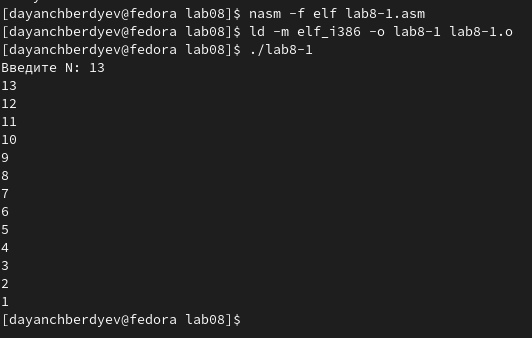 [dayanchberdyev@fedora lab08]$ nasm -f elf lab8-1.asm
[dayanchberdyev@fedora lab08]$ ld -m elf_i386 -o lab8-1 lab8-1.o
[dayanchberdyev@fedora lab08]$ ./lab8-1
Введите N: 13
13
12
11
10
9
8
7
6
5
4
3
2
1
[dayanchberdyev@fedora lab08]$